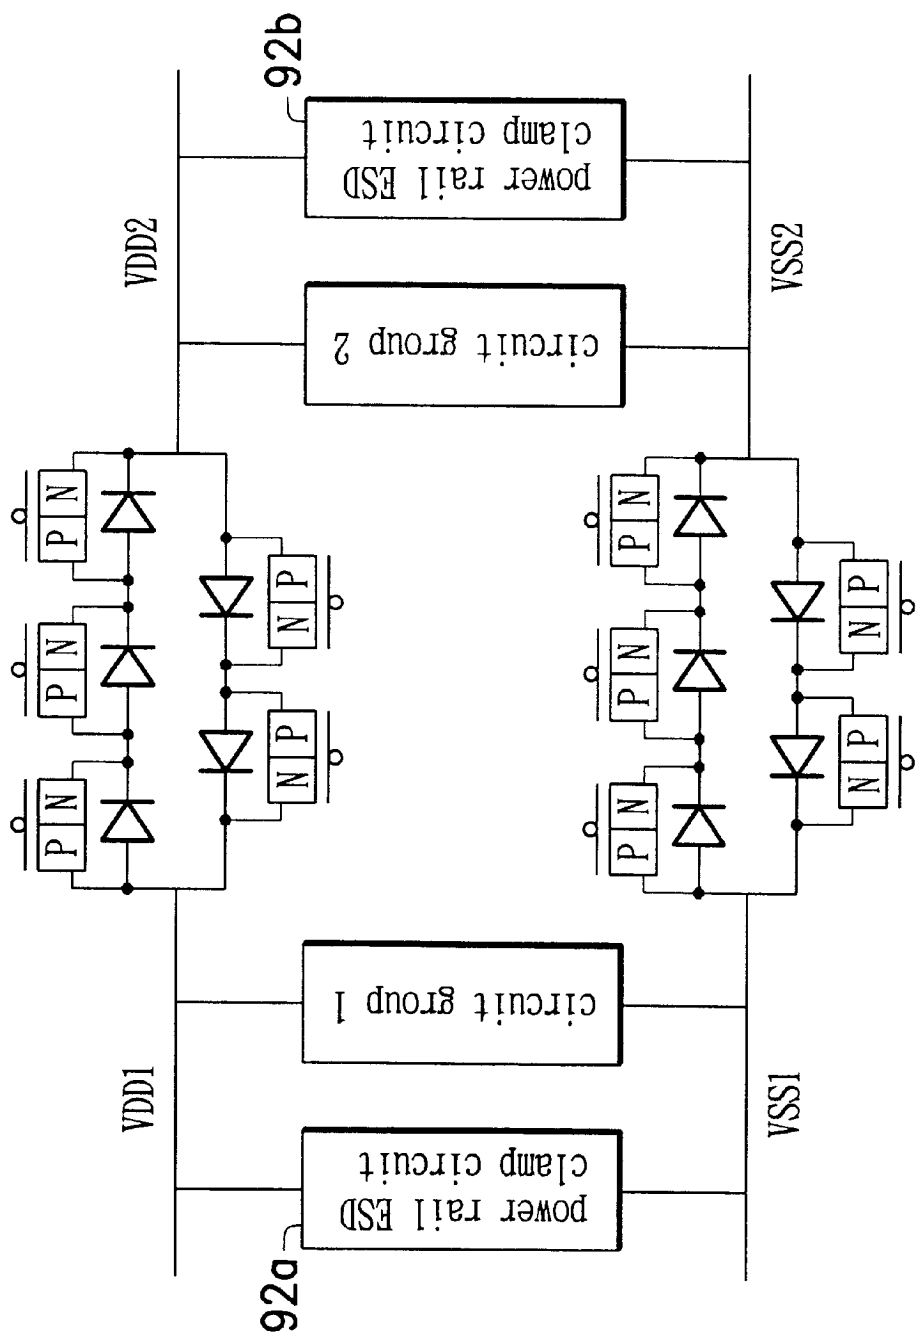 P N P N P N
VDD1
VDD2
N P N P
92a
92b
power rail ESD
clamp circuit
circuit group 1
circuit group 2
power rail ESD
clamp circuit
P N P N P N
VSS1
VSS2
N P N P